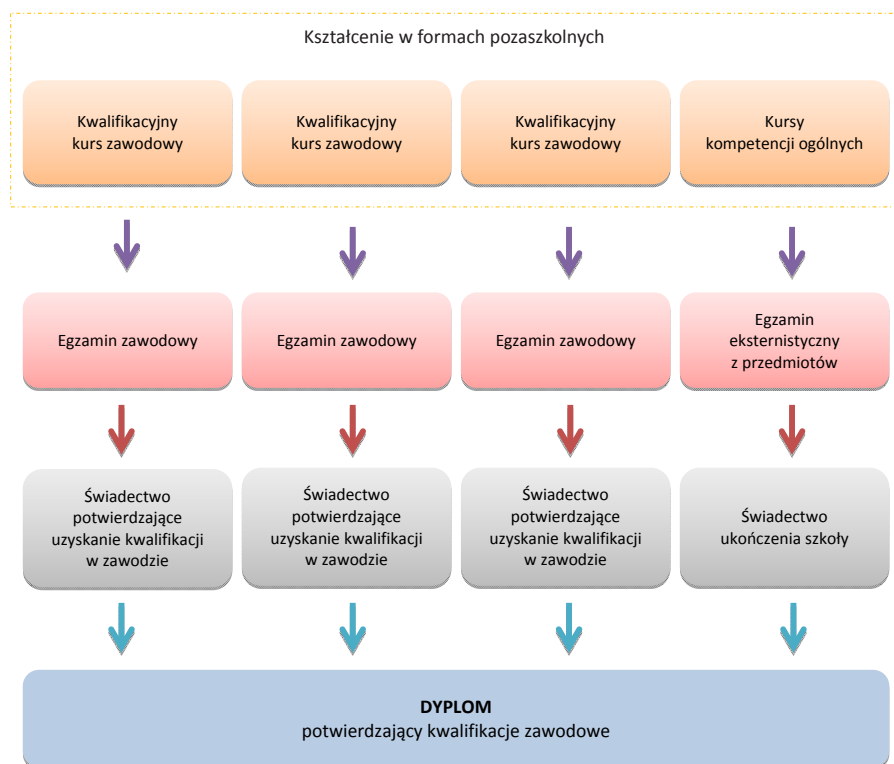 Kształcenie w formach pozaszkolnych
Kwalifikacyjny
kurs zawodowy
Kwalifikacyjny
kurs zawodowy
Kwalifikacyjny
kurs zawodowy
Kursy
kompetencji ogólnych
Egzamin zawodowy
Egzamin zawodowy
Egzamin zawodowy
Egzamin
eksternistyczny
z przedmiotów
Świadectwo
potwierdzające
uzyskanie kwalifikacji
w zawodzie
Świadectwo
potwierdzające
uzyskanie kwalifikacji
w zawodzie
Świadectwo
potwierdzające
uzyskanie kwalifikacji
w zawodzie
Świadectwo
ukończenia szkoły
DYPLOM
potwierdzający kwalifikacje zawodowe